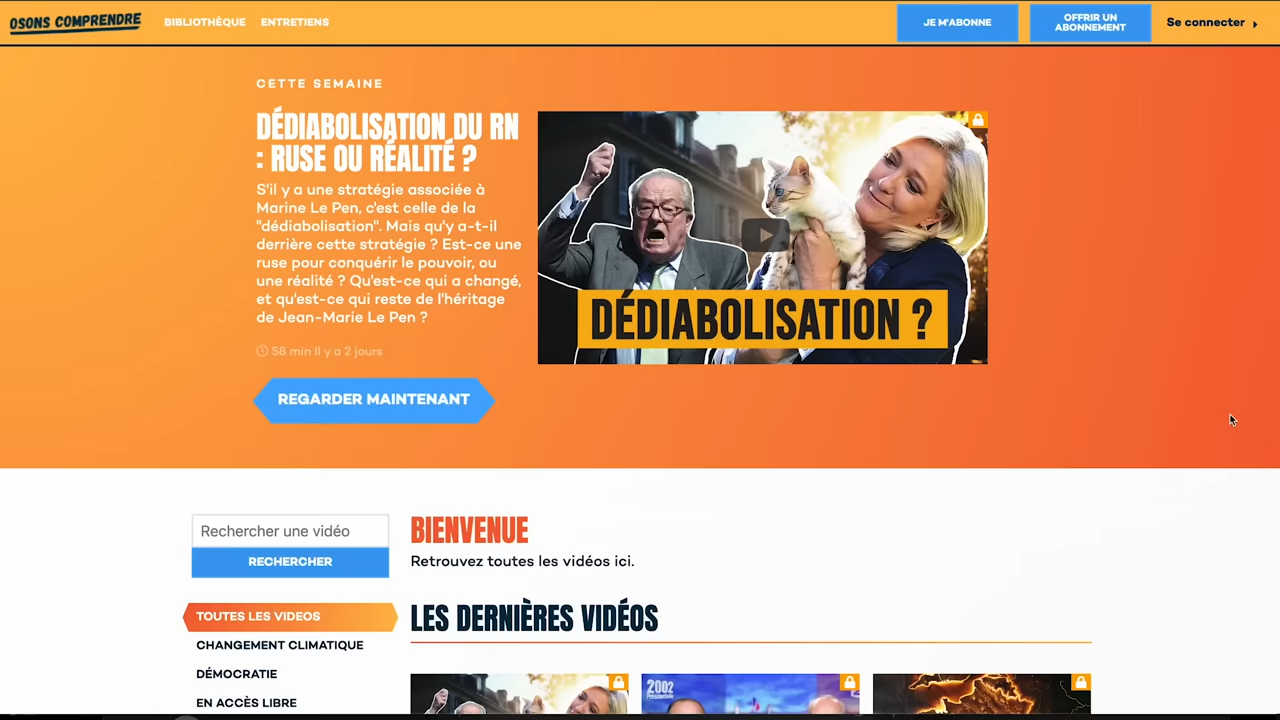 OSONS COMPRENDRE
BIBLIOTHÈQUE
ENTRETIENS
JE M'ABONNE
OFFRIR UN
ABONNEMENT
Se connecter
CETTE SEMAINE
DÉDIABOLISATION DU RN
: RUSE OU RÉALITÉ ?
S'il y a une stratégie associée à
Marine Le Pen, c'est celle de la
"dédiabolisation". Mais qu'y a-t-il
derrière cette stratégie ? Est-ce une
ruse pour conquérir le pouvoir, ou
une réalité ? Qu'est-ce qui a changé,
et qu'est-ce qui reste de l'héritage
de Jean-Marie Le Pen ?
58 min Il y a 2 jours
REGARDER MAINTENANT
DÉDIABOLISATION ?
Rechercher une vidéo
RECHERCHER
TOUTES LES VIDEOS
CHANGEMENT CLIMATIQUE
DÉMOCRATIE
EN ACCÈS LIBRE
BIENVENUE
Retrouvez toutes les vidéos ici.
LES DERNIÈRES VIDÉOS
2002
Présidentielle